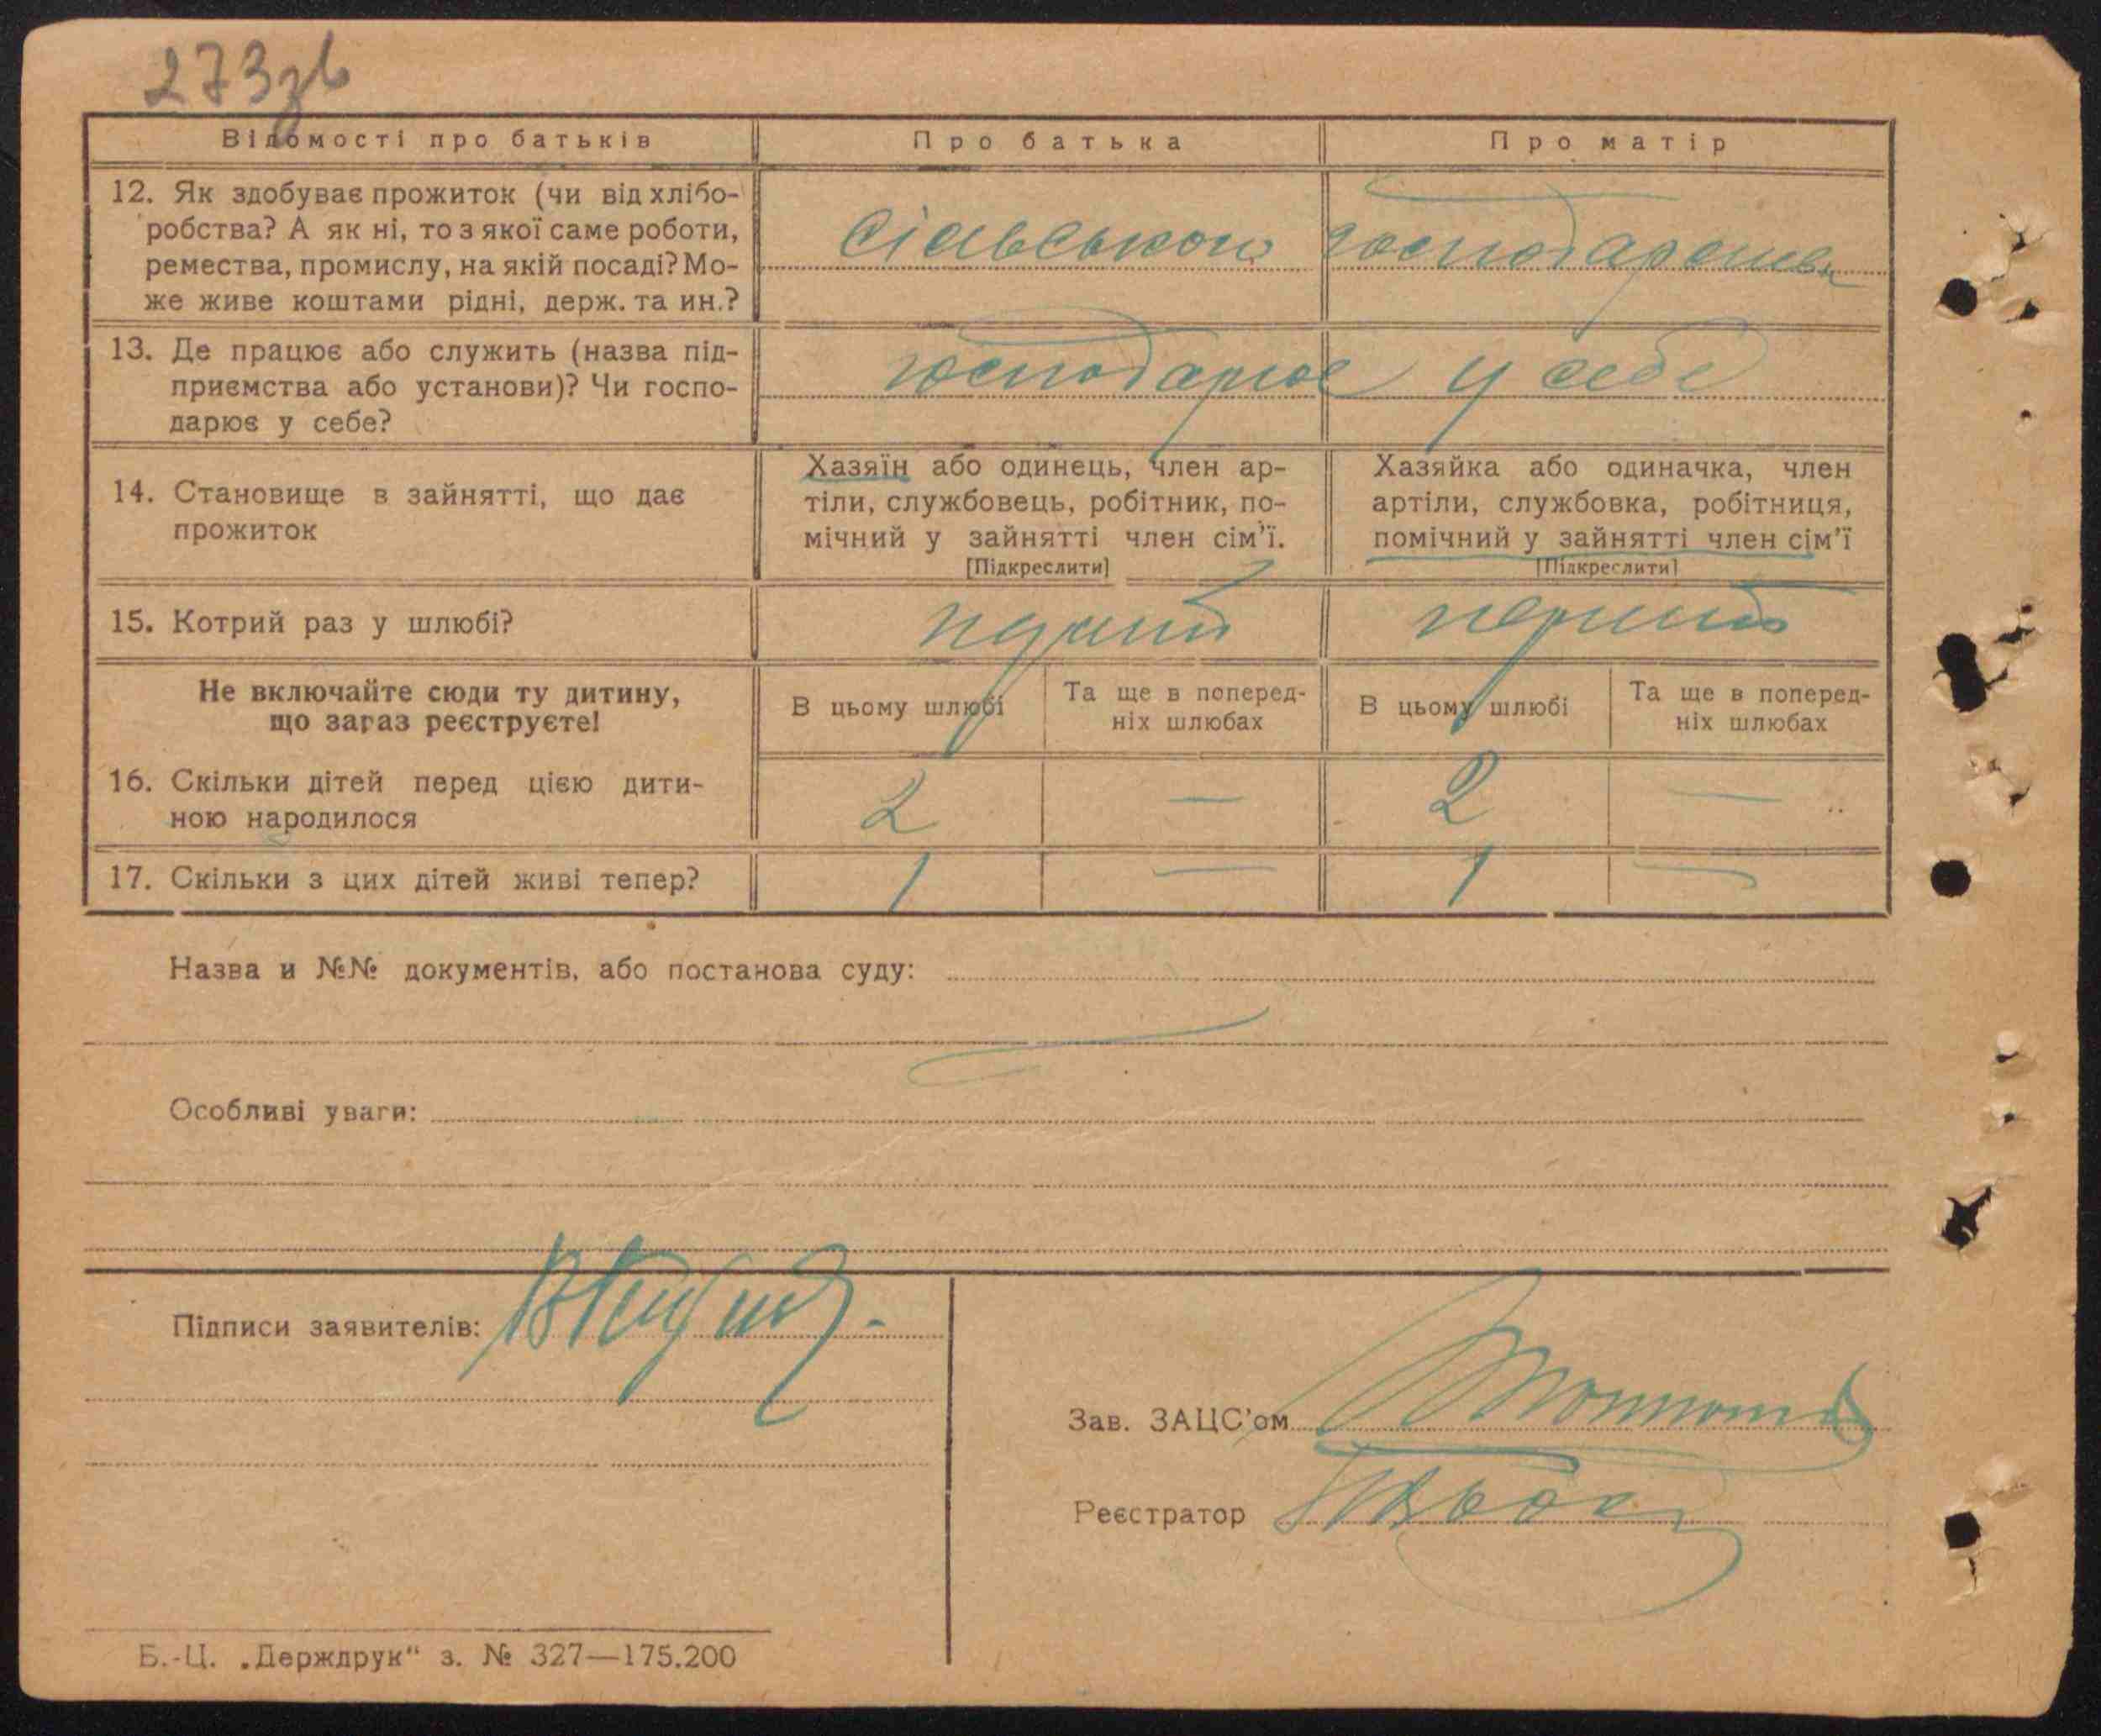 273зв
Відомості про батьків
Про батька
Про матір
12. Як здобуває прожиток (чи від хлібо-
робства? А як ні, то з якої саме роботи,
ремества, промислу, на якій посаді? Мо-
же живе коштами рідні, держ. та ин.?
сільською господаркою
13. Де працює або служить (назва під-
приємства або установи)? Чи госпо-
дарює у себе?
господарює у себе
14. Становище в зайнятті, що дає
прожиток
Хазяїн або одинець, член ар-
тіли, службовець, робітник, по-
мічний у зайнятті член сім'ї.
[Підкреслити]
Хазяйка або одиначка, член
артіли, службовка, робітниця,
помічний у зайнятті член сім'ї
[Підкреслити]
15. Котрий раз у шлюбі?
перший
Не включайте сюди ту дитину,
що зараз реєструєте!
В цьому шлюбі
Та ще в поперед-
ніх шлюбах
В цьому шлюбі
Та ще в поперед-
ніх шлюбах
16. Скільки дітей перед цією дити-
ною народилося
2 — 2 —
17. Скільки з цих дітей живі тепер?
1 — 1 —
Назва и №№ документів, або постанова суду:
Особливі уваги:
Підписи заявителів:
Зав. ЗАЦС'ом
Реєстратор
Б.-Ц. „Держдрук“ з. № 327—175.200